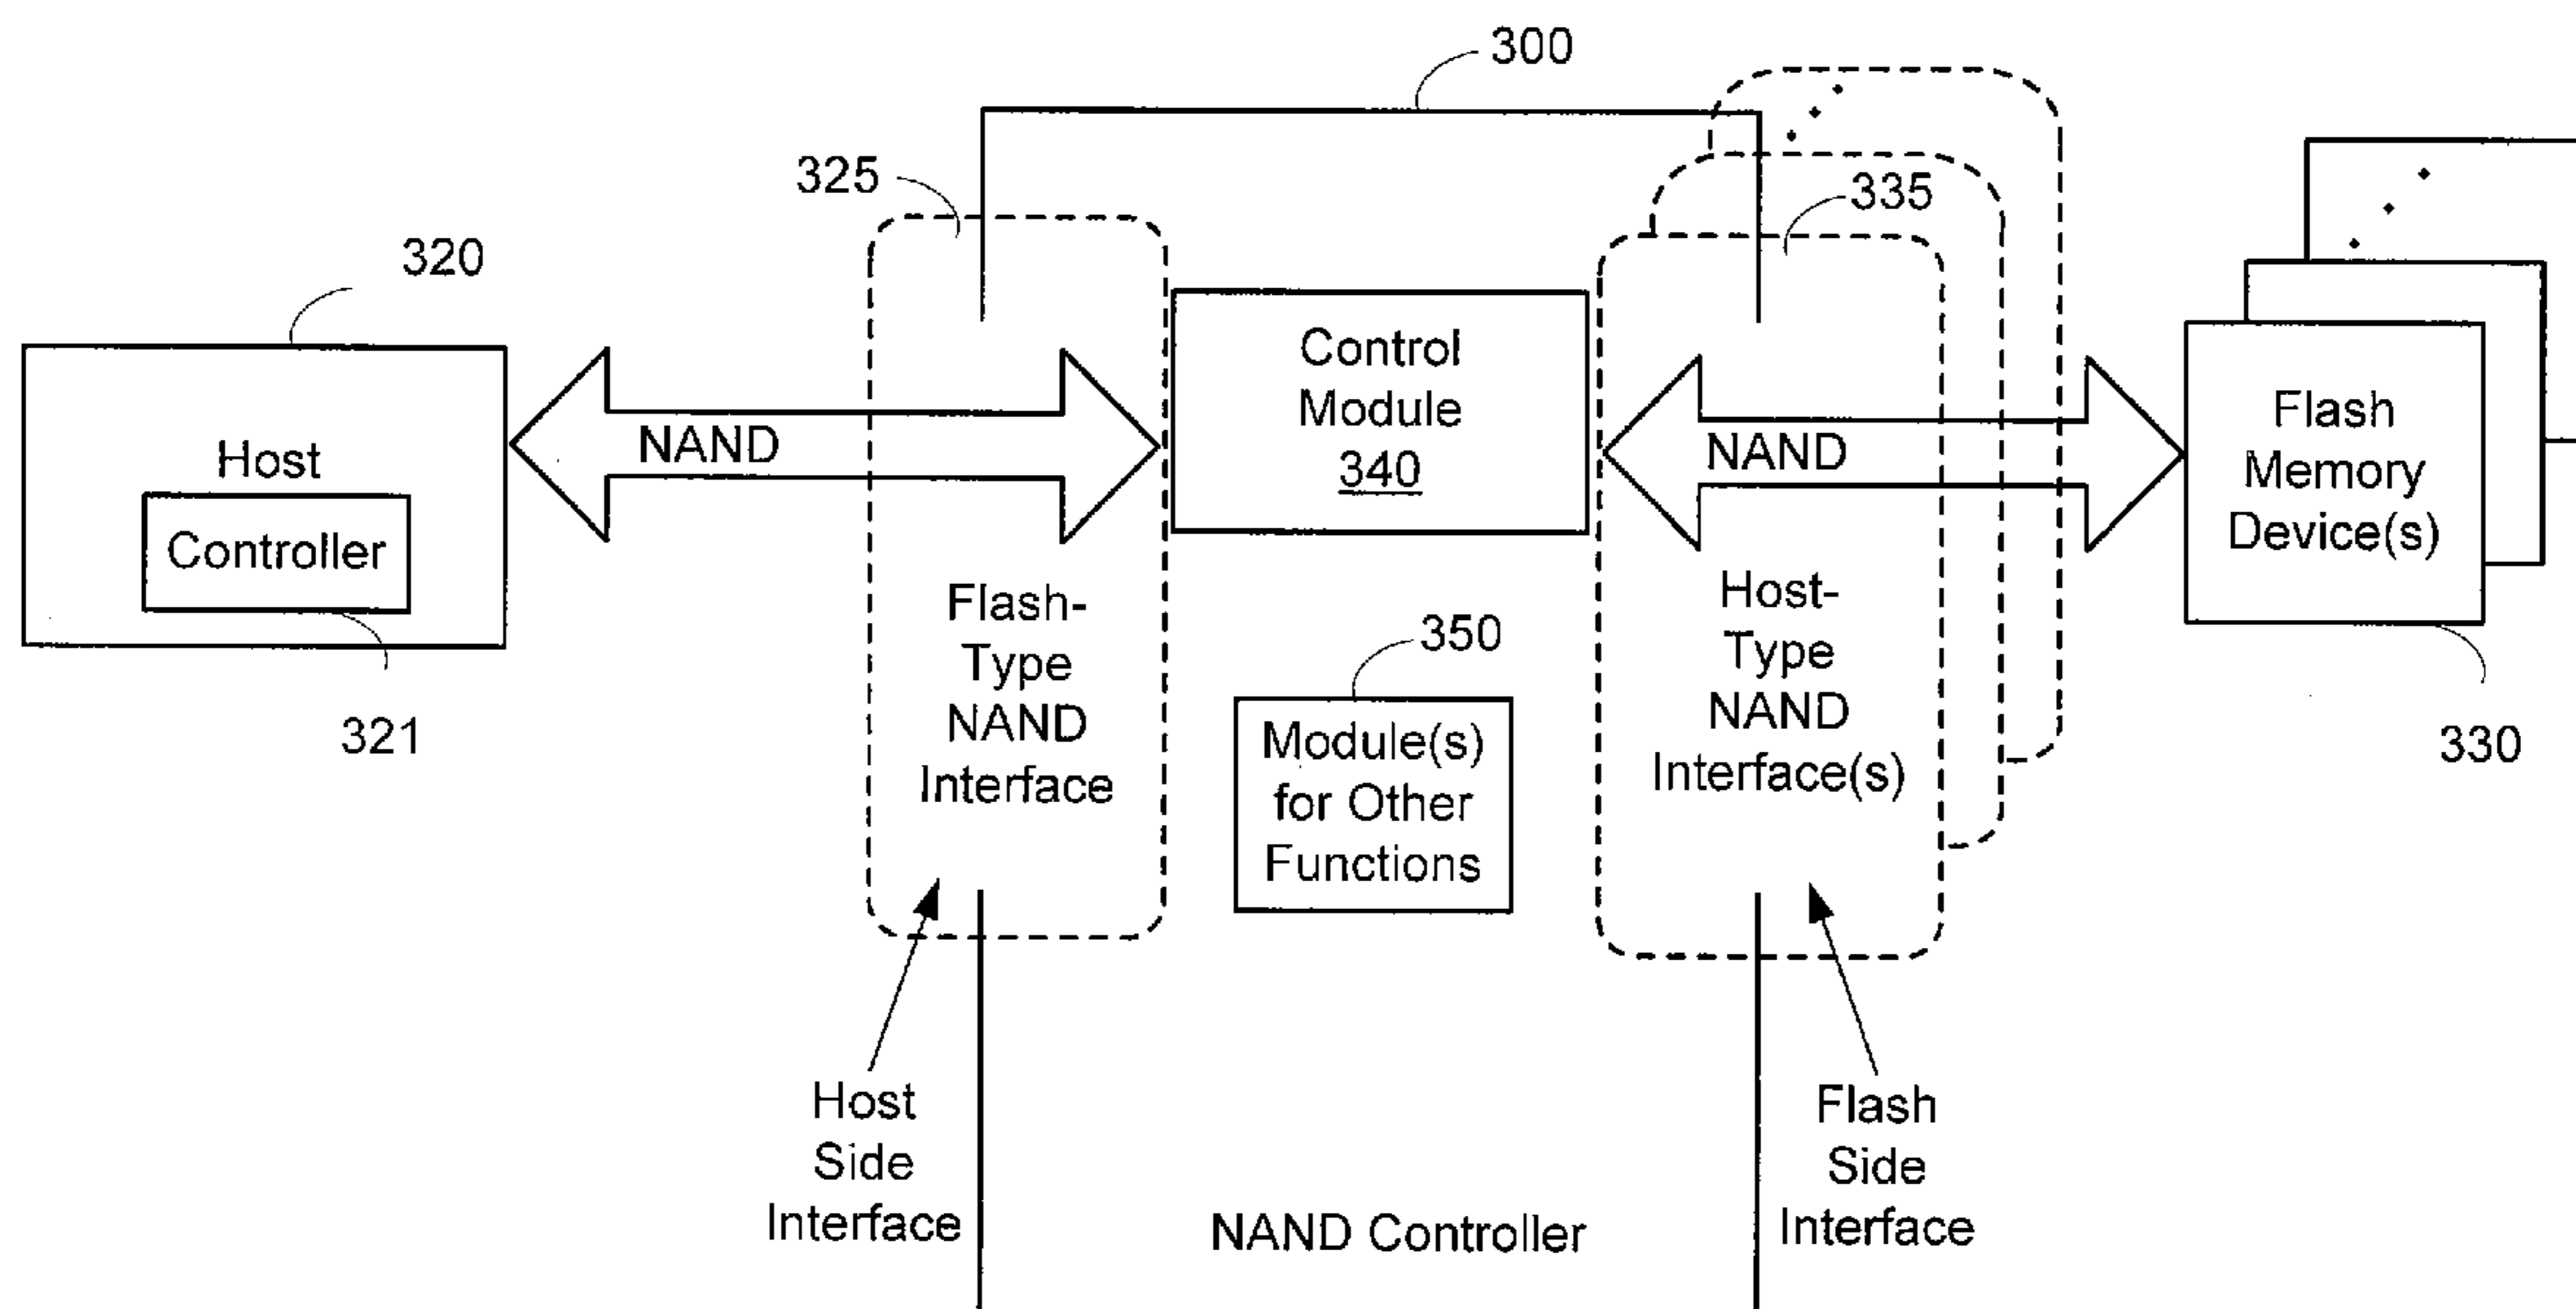 300
325
335
320
Host
Controller
321
NAND
Flash-
Type
NAND
Interface
Control
Module
340
350
Module(s)
for Other
Functions
NAND
Host-
Type
NAND
Interface(s)
Flash
Memory
Device(s)
330
Host
Side
Interface
NAND Controller
Flash
Side
Interface